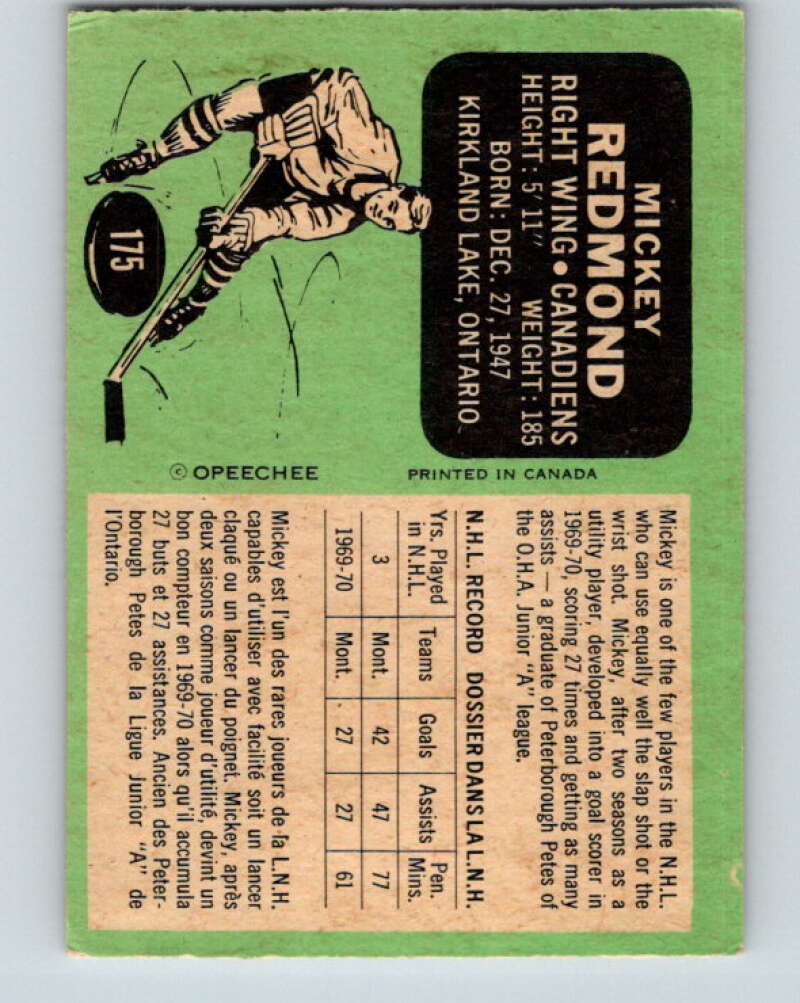 MICKEY
REDMOND
RIGHT WING • CANADIENS
HEIGHT: 5'11" WEIGHT: 185
BORN: DEC. 27, 1947
KIRKLAND LAKE, ONTARIO
175
© OPEECHEE PRINTED IN CANADA
Mickey is one of the few players in the N.H.L.
who can use equally well the slap shot or the
wrist shot. Mickey, after two seasons as a
utility player, developed into a goal scorer in
1969-70, scoring 27 times and getting as many
assists — a graduate of Peterborough Petes of
the O.H.A. Junior "A" league.
N.H.L. RECORD DOSSIER DANS LA L.N.H.
Yrs. Played in N.H.L. Teams Goals Assists Pen. Mins.
3 Mont. 42 47 77
1969-70 Mont. 27 27 61
Mickey est l'un des rares joueurs de la L.N.H.
capables d'utiliser avec facilité soit un lancer
claqué ou un lancer du poignet. Mickey, après
deux saisons comme joueur d'utilité, devint un
bon compteur en 1969-70 alors qu'il accumula
27 buts et 27 assistances. Ancien des Peter-
borough Petes de la Ligue Junior "A" de
l'Ontario.